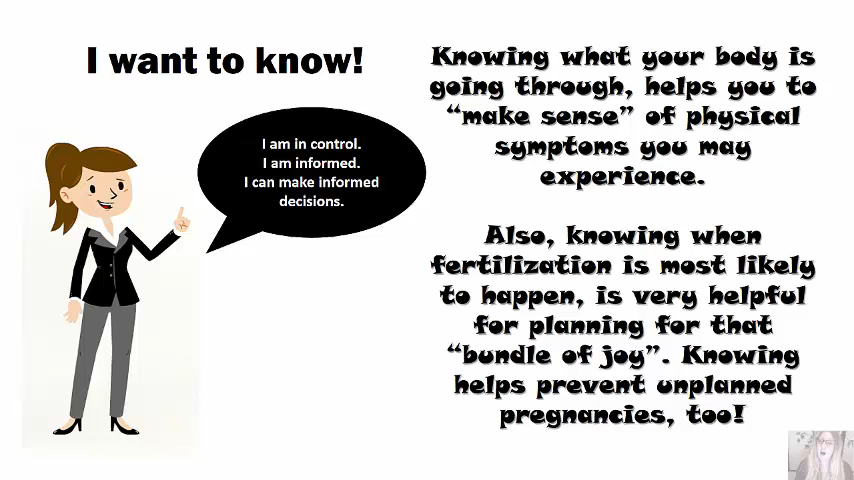 I want to know!
I am in control.
I am informed.
I can make informed
decisions.
Knowing what your body is
going through, helps you to
“make sense” of physical
symptoms you may
experience.
Also, knowing when
fertilization is most likely
to happen, is very helpful
for planning for that
“bundle of joy”. Knowing
helps prevent unplanned
pregnancies, too!